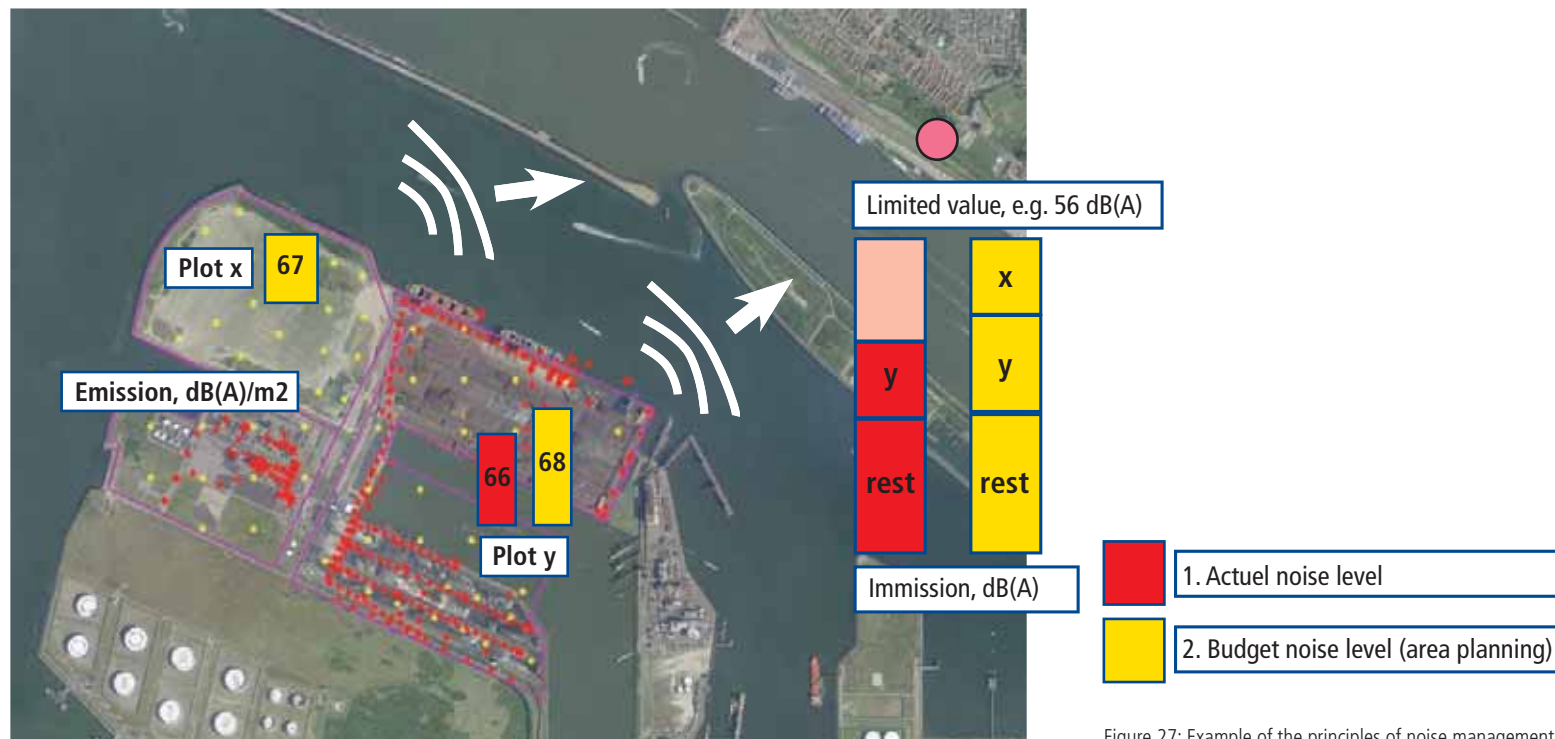 Limited value, e.g. 56 dB(A)
Plot x
67
x
Emission, dB(A)/m2
y
y
66
68
rest
rest
Plot y
Immission, dB(A)
1. Actuel noise level
2. Budget noise level (area planning)
Figure 27: Example of the principles of noise management